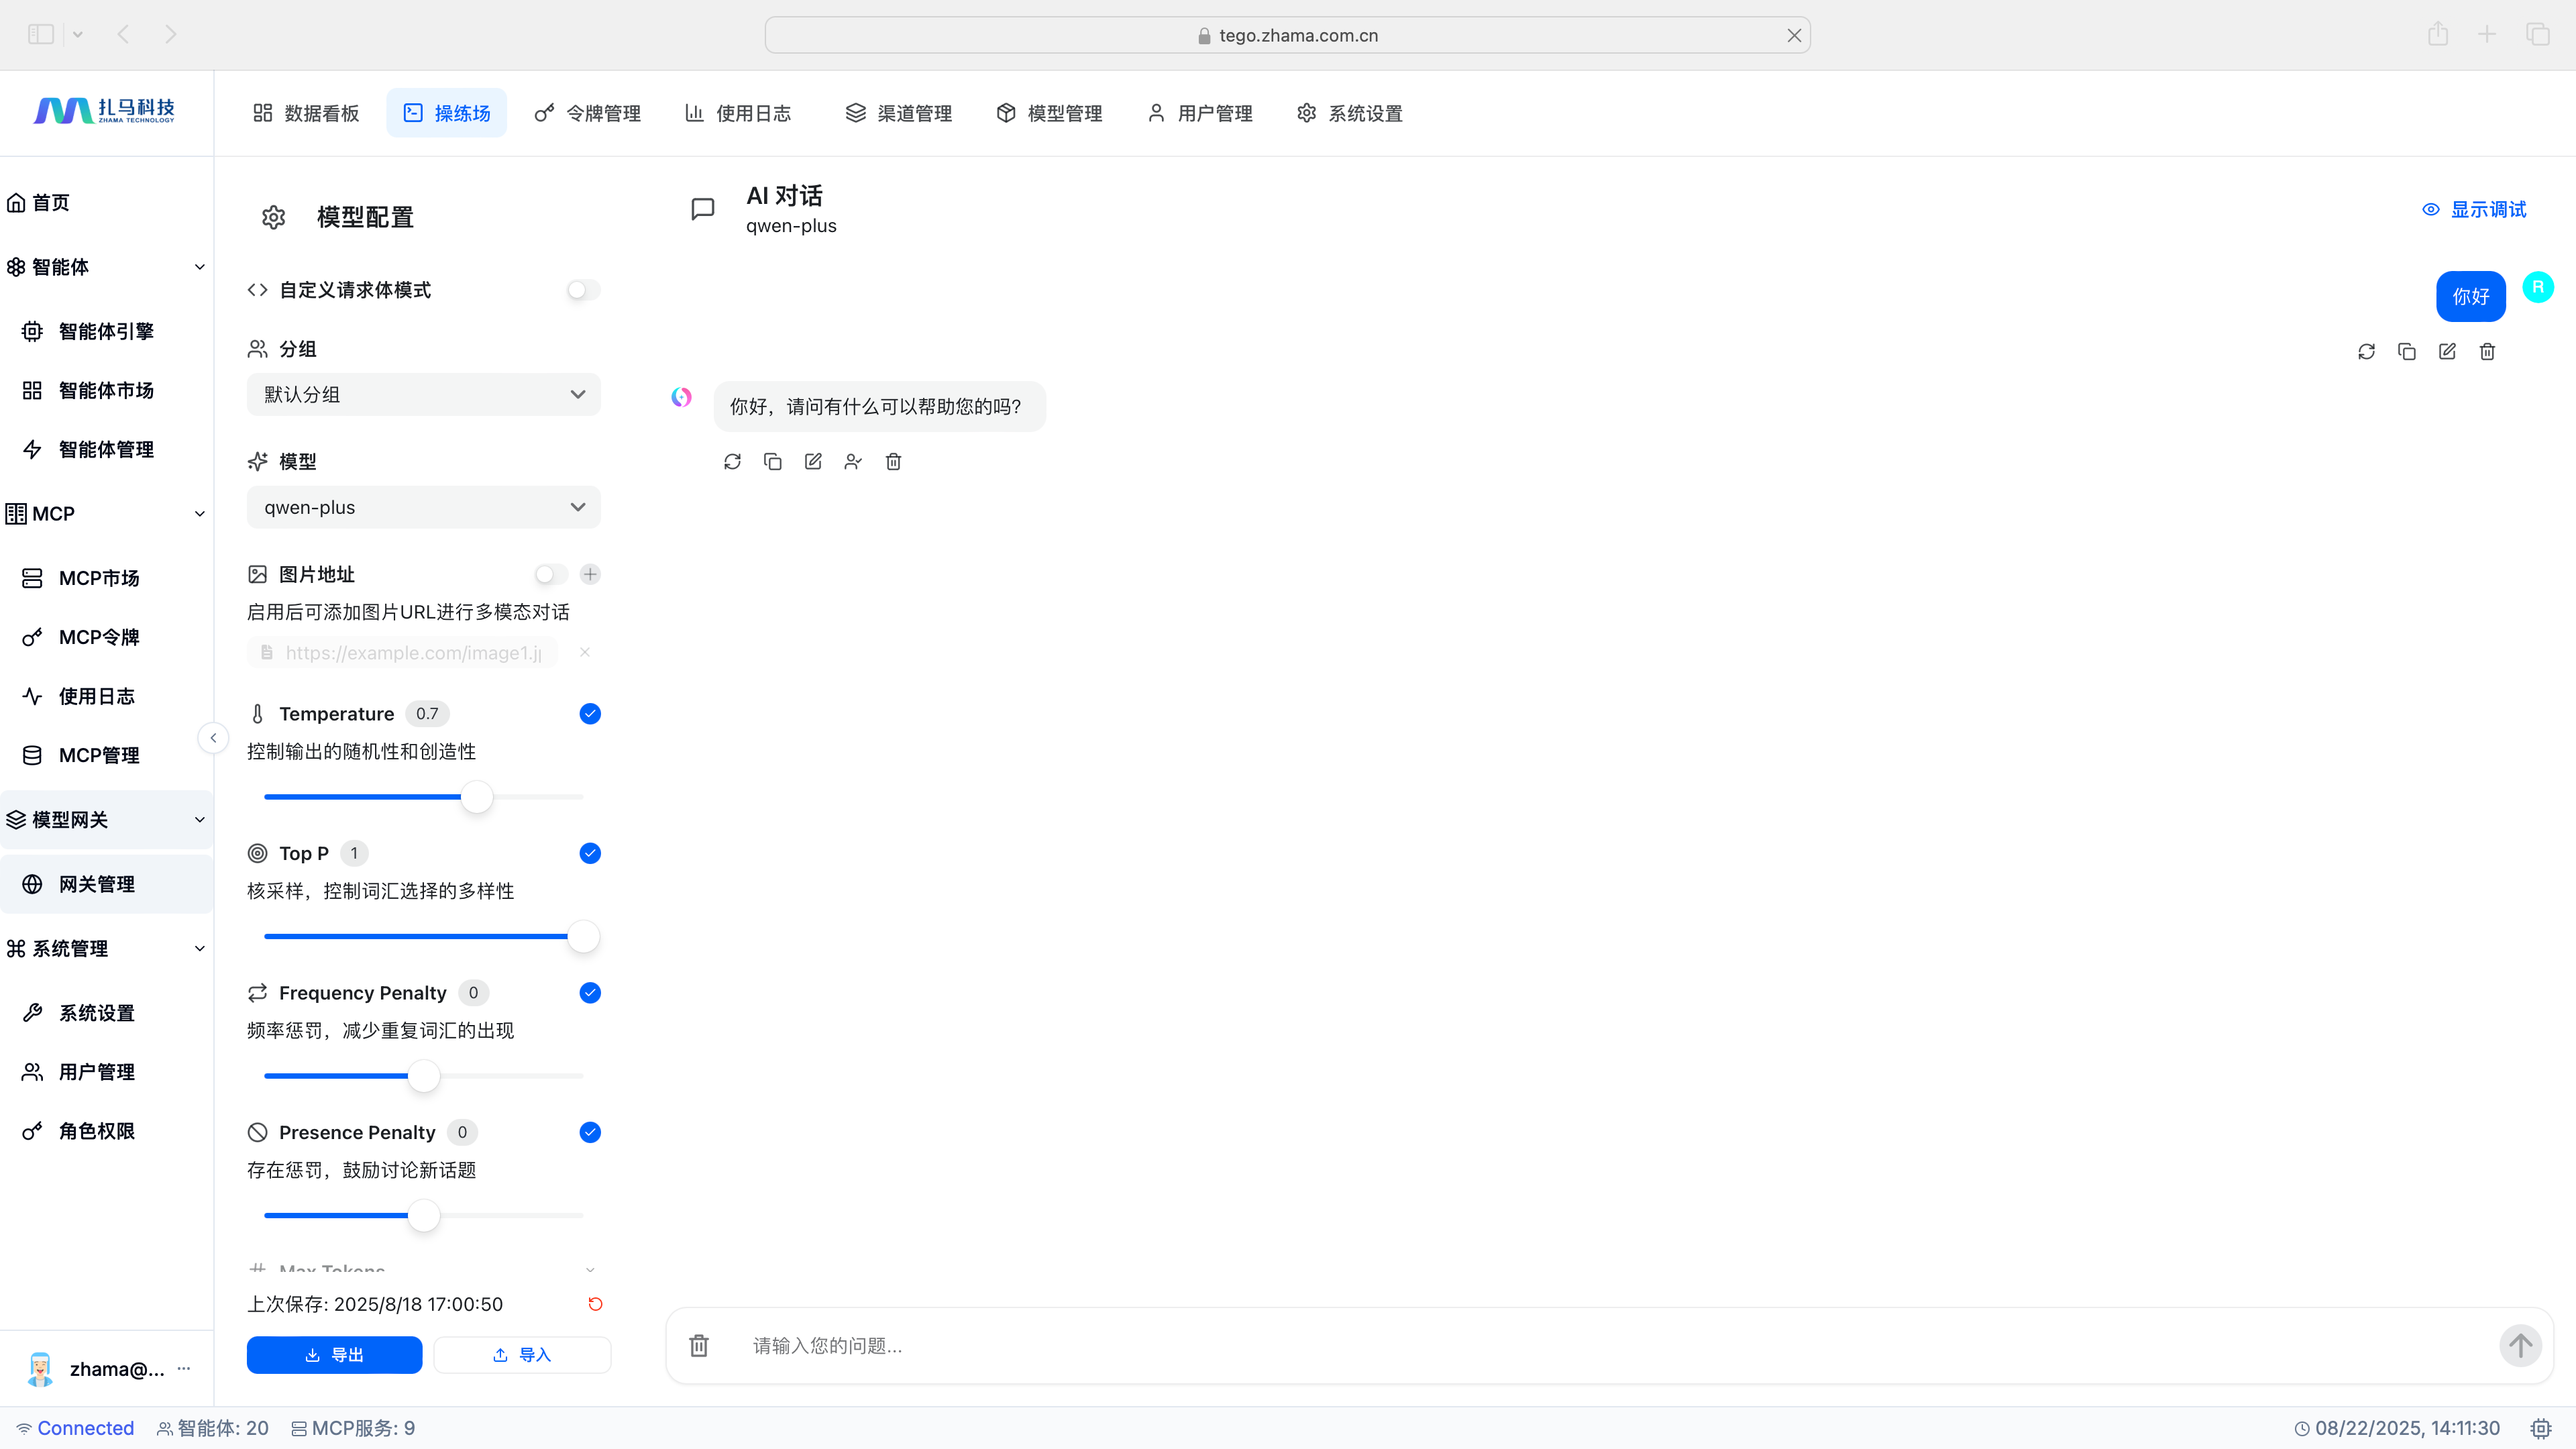 tego.zhama.com.cn
扎马科技
ZHAMA TECHNOLOGY
数据看板
操练场
令牌管理
使用日志
渠道管理
模型管理
用户管理
系统设置
首页
智能体
智能体引擎
智能体市场
智能体管理
MCP
MCP市场
MCP令牌
使用日志
MCP管理
模型网关
网关管理
系统管理
系统设置
用户管理
角色权限
zhama@...
模型配置
自定义请求体模式
分组
默认分组
模型
qwen-plus
图片地址
启用后可添加图片URL进行多模态对话
https://example.com/image1.j
Temperature 0.7
控制输出的随机性和创造性
Top P 1
核采样，控制词汇选择的多样性
Frequency Penalty 0
频率惩罚，减少重复词汇的出现
Presence Penalty 0
存在惩罚，鼓励讨论新话题
Max Tokens
上次保存: 2025/8/18 17:00:50
导出
导入
AI 对话
qwen-plus
显示调试
你好
R
你好，请问有什么可以帮助您的吗？
请输入您的问题...
Connected 智能体: 20 MCP服务: 9
08/22/2025, 14:11:30